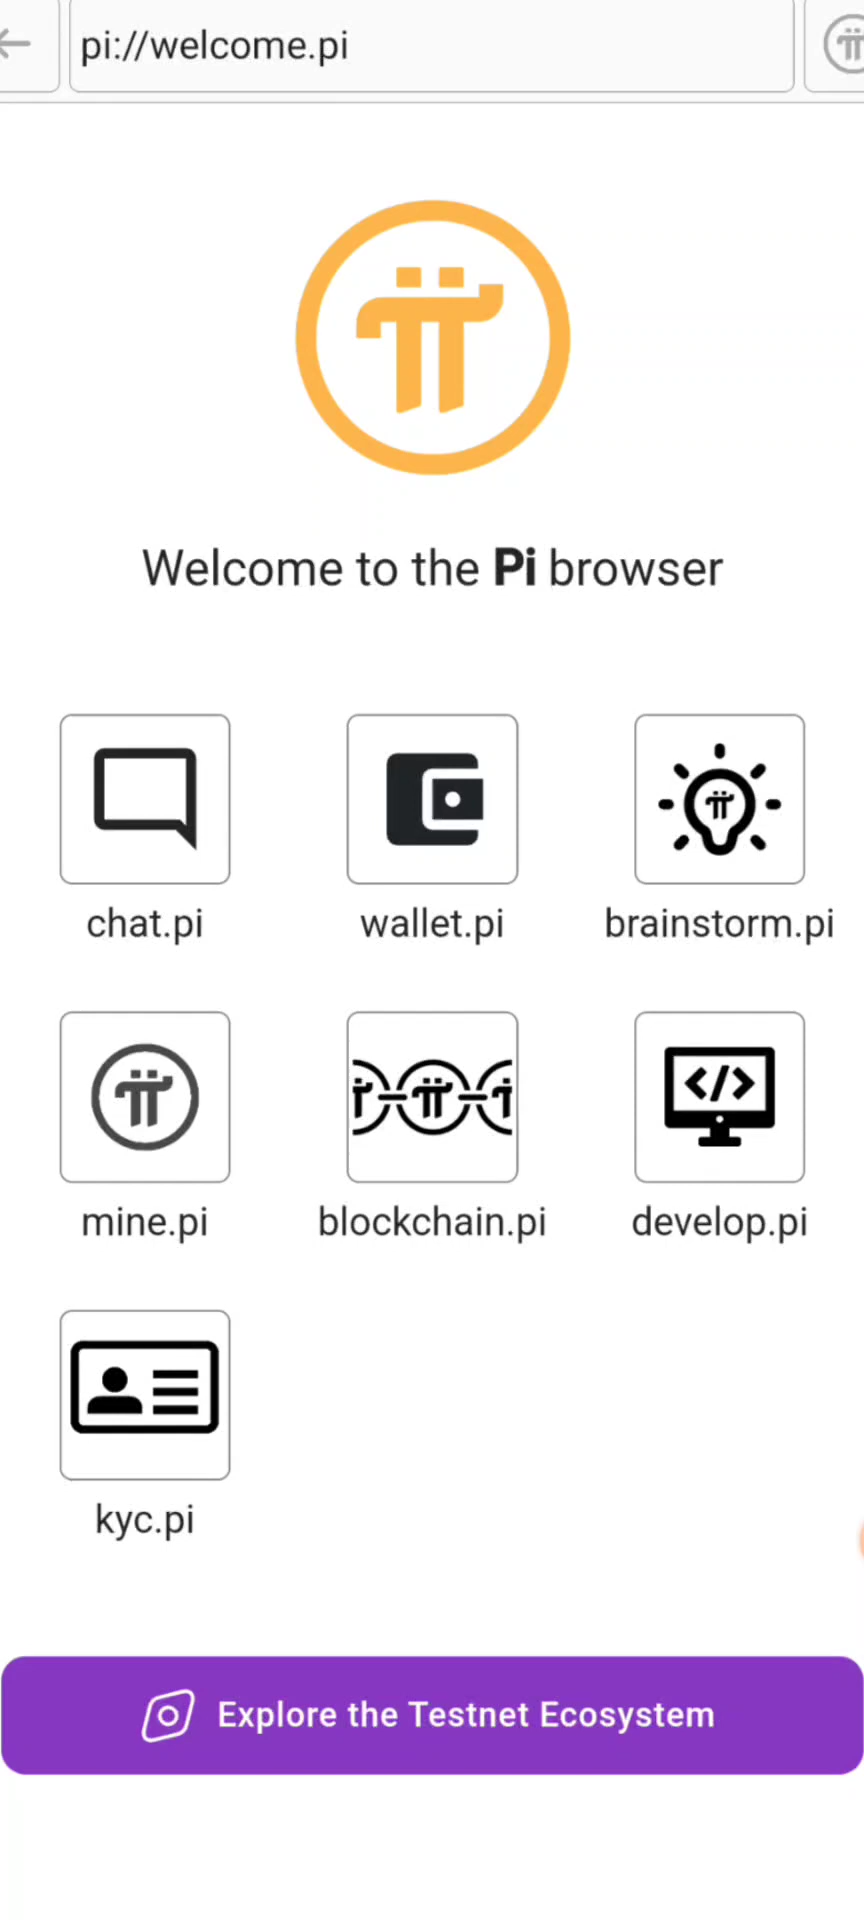 pi://welcome.pi
Welcome to the Pi browser
chat.pi
wallet.pi
brainstorm.pi
mine.pi
blockchain.pi
develop.pi
kyc.pi
Explore the Testnet Ecosystem